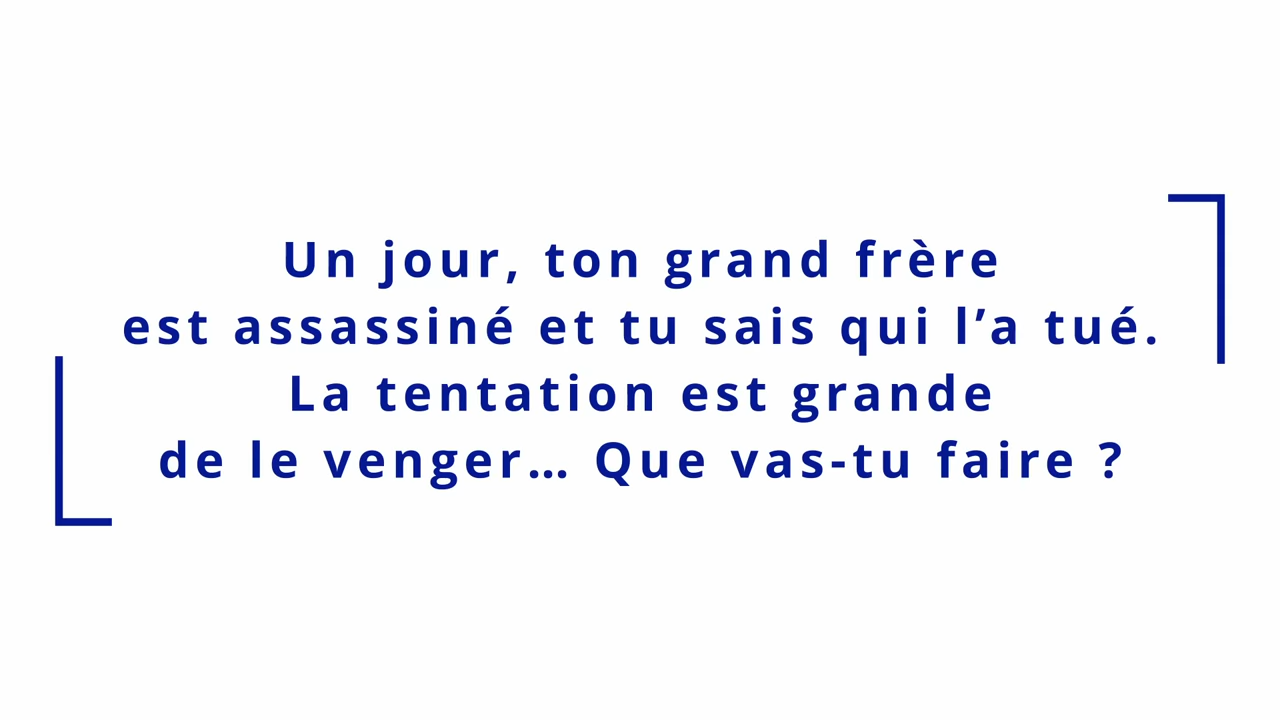 Un jour, ton grand frère
est assassiné et tu sais qui l’a tué.
La tentation est grande
de le venger… Que vas-tu faire ?